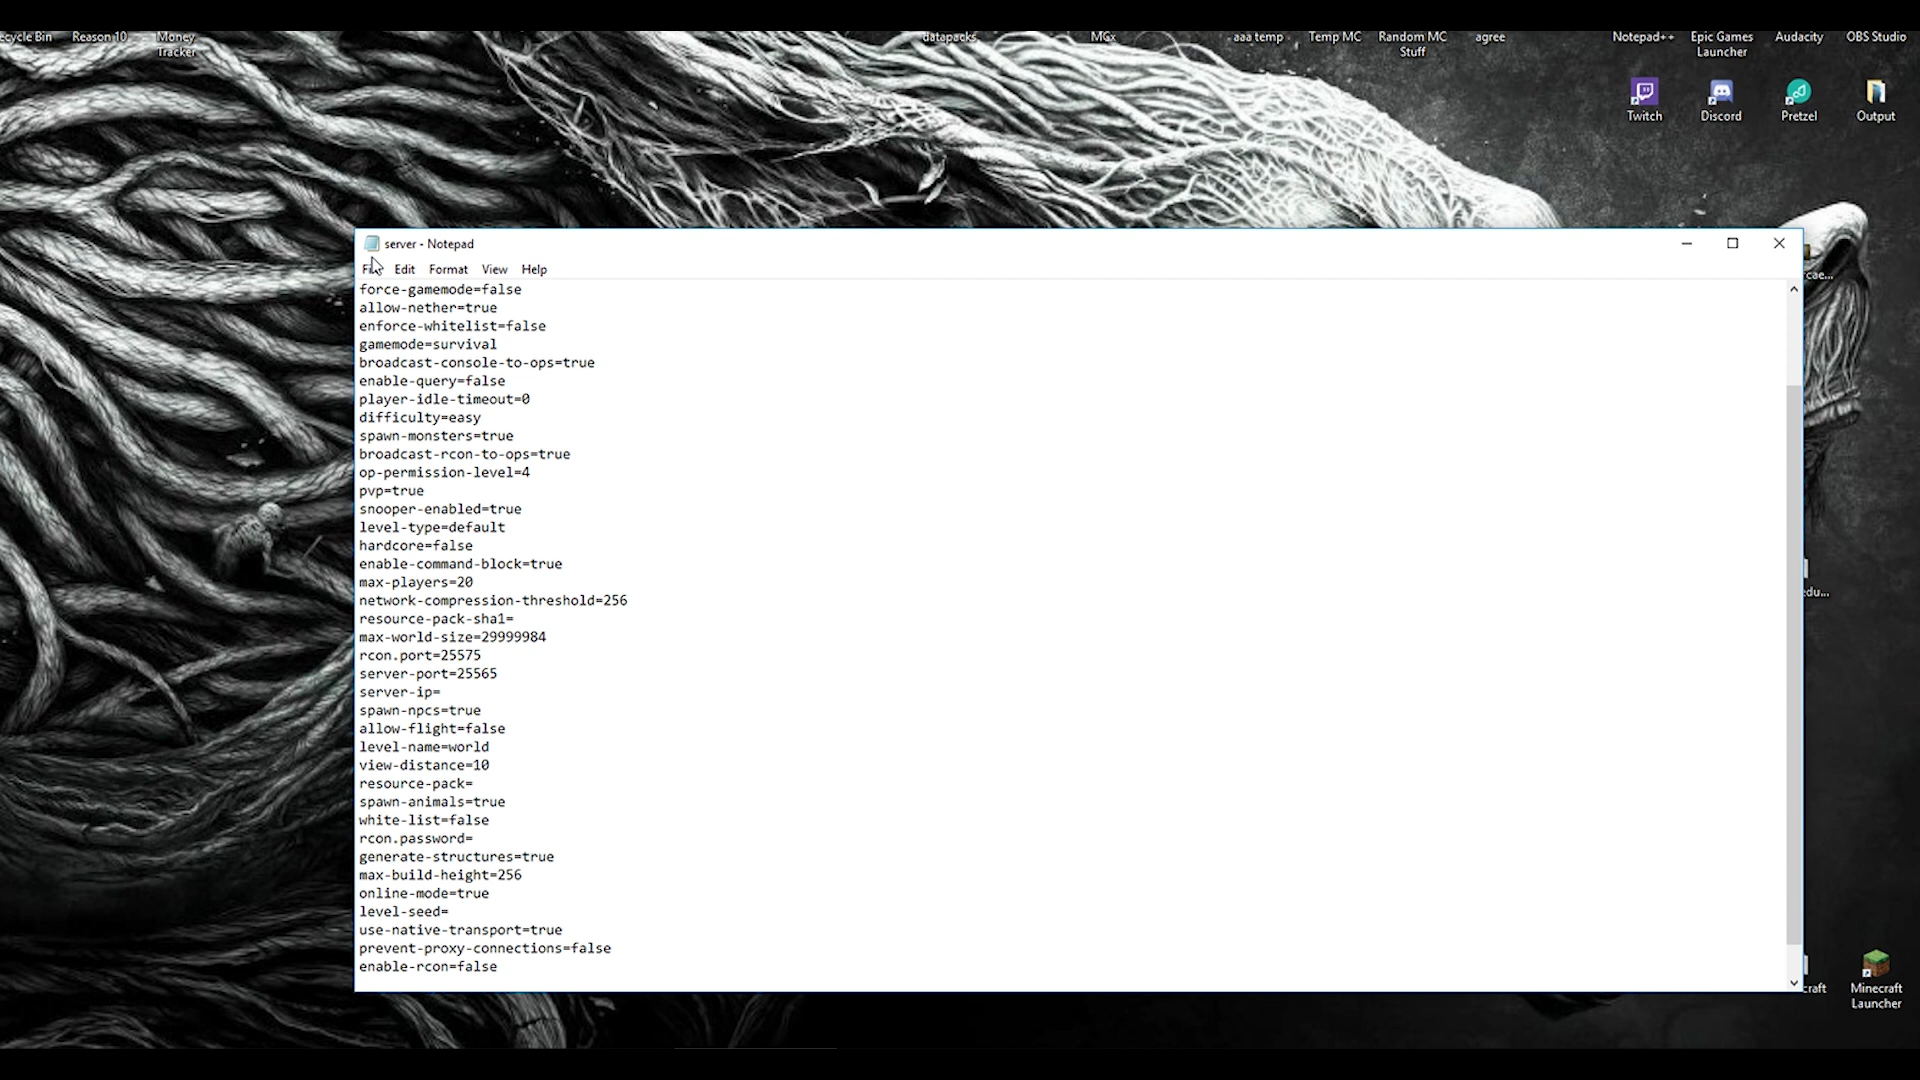 ecycle Bin
Reason 10
Money
Tracker
datapacks
MGx
aaa temp
Temp MC
Random MC
Stuff
agree
Notepad++
Epic Games
Launcher
Audacity
OBS Studio
Twitch
Discord
Pretzel
Output
server - Notepad
Edit Format View Help
force-gamemode=false
allow-nether=true
enforce-whitelist=false
gamemode=survival
broadcast-console-to-ops=true
enable-query=false
player-idle-timeout=0
difficulty=easy
spawn-monsters=true
broadcast-rcon-to-ops=true
op-permission-level=4
pvp=true
snooper-enabled=true
level-type=default
hardcore=false
enable-command-block=true
max-players=20
network-compression-threshold=256
resource-pack-sha1=
max-world-size=29999984
rcon.port=25575
server-port=25565
server-ip=
spawn-npcs=true
allow-flight=false
level-name=world
view-distance=10
resource-pack=
spawn-animals=true
white-list=false
rcon.password=
generate-structures=true
max-build-height=256
online-mode=true
level-seed=
use-native-transport=true
prevent-proxy-connections=false
enable-rcon=false
cae...
edu...
craft
Minecraft
Launcher